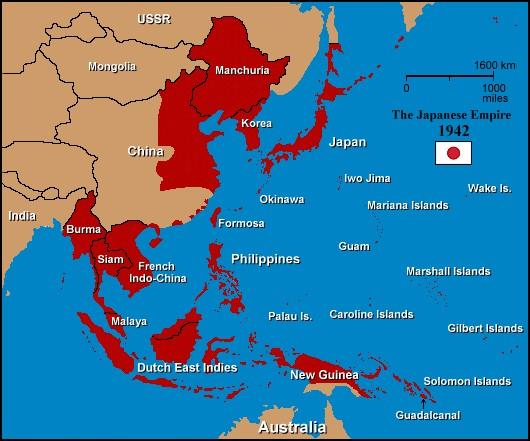 USSR
Mongolia
Manchuria
1600 km
0
1000
miles
The Japanese Empire
1942
Korea
Japan
China
Iwo Jima
Wake Is.
Okinawa
Mariana Islands
India
Burma
Formosa
Guam
Siam
French
Indo-China
Philippines
Marshall Islands
Malaya
Palau Is.
Caroline Islands
Gilbert Islands
Dutch East Indies
New Guinea
Solomon Islands
Guadalcanal
Australia